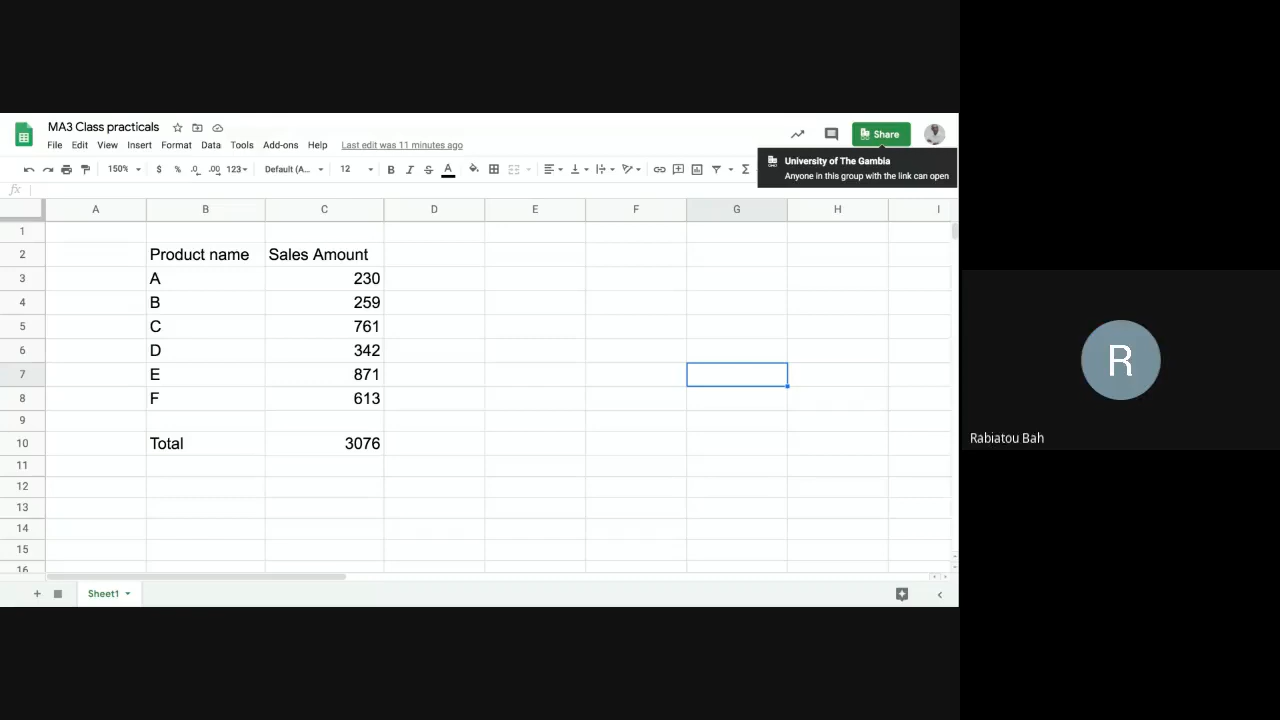 MA3 Class practicals
Share
File Edit View Insert Format Data Tools Add-ons Help Last edit was 11 minutes ago
University of The Gambia
Anyone in this group with the link can open
150% $ % .0 .00 123 Default (A... 12 B I S A Σ
fx
A B C D E F G H I
1
2 Product name Sales Amount
3 A 230
4 B 259
5 C 761
6 D 342
7 E 871
8 F 613
9
10 Total 3076
11
12
13
14
15
16
+ Sheet1
R
Rabiatou Bah